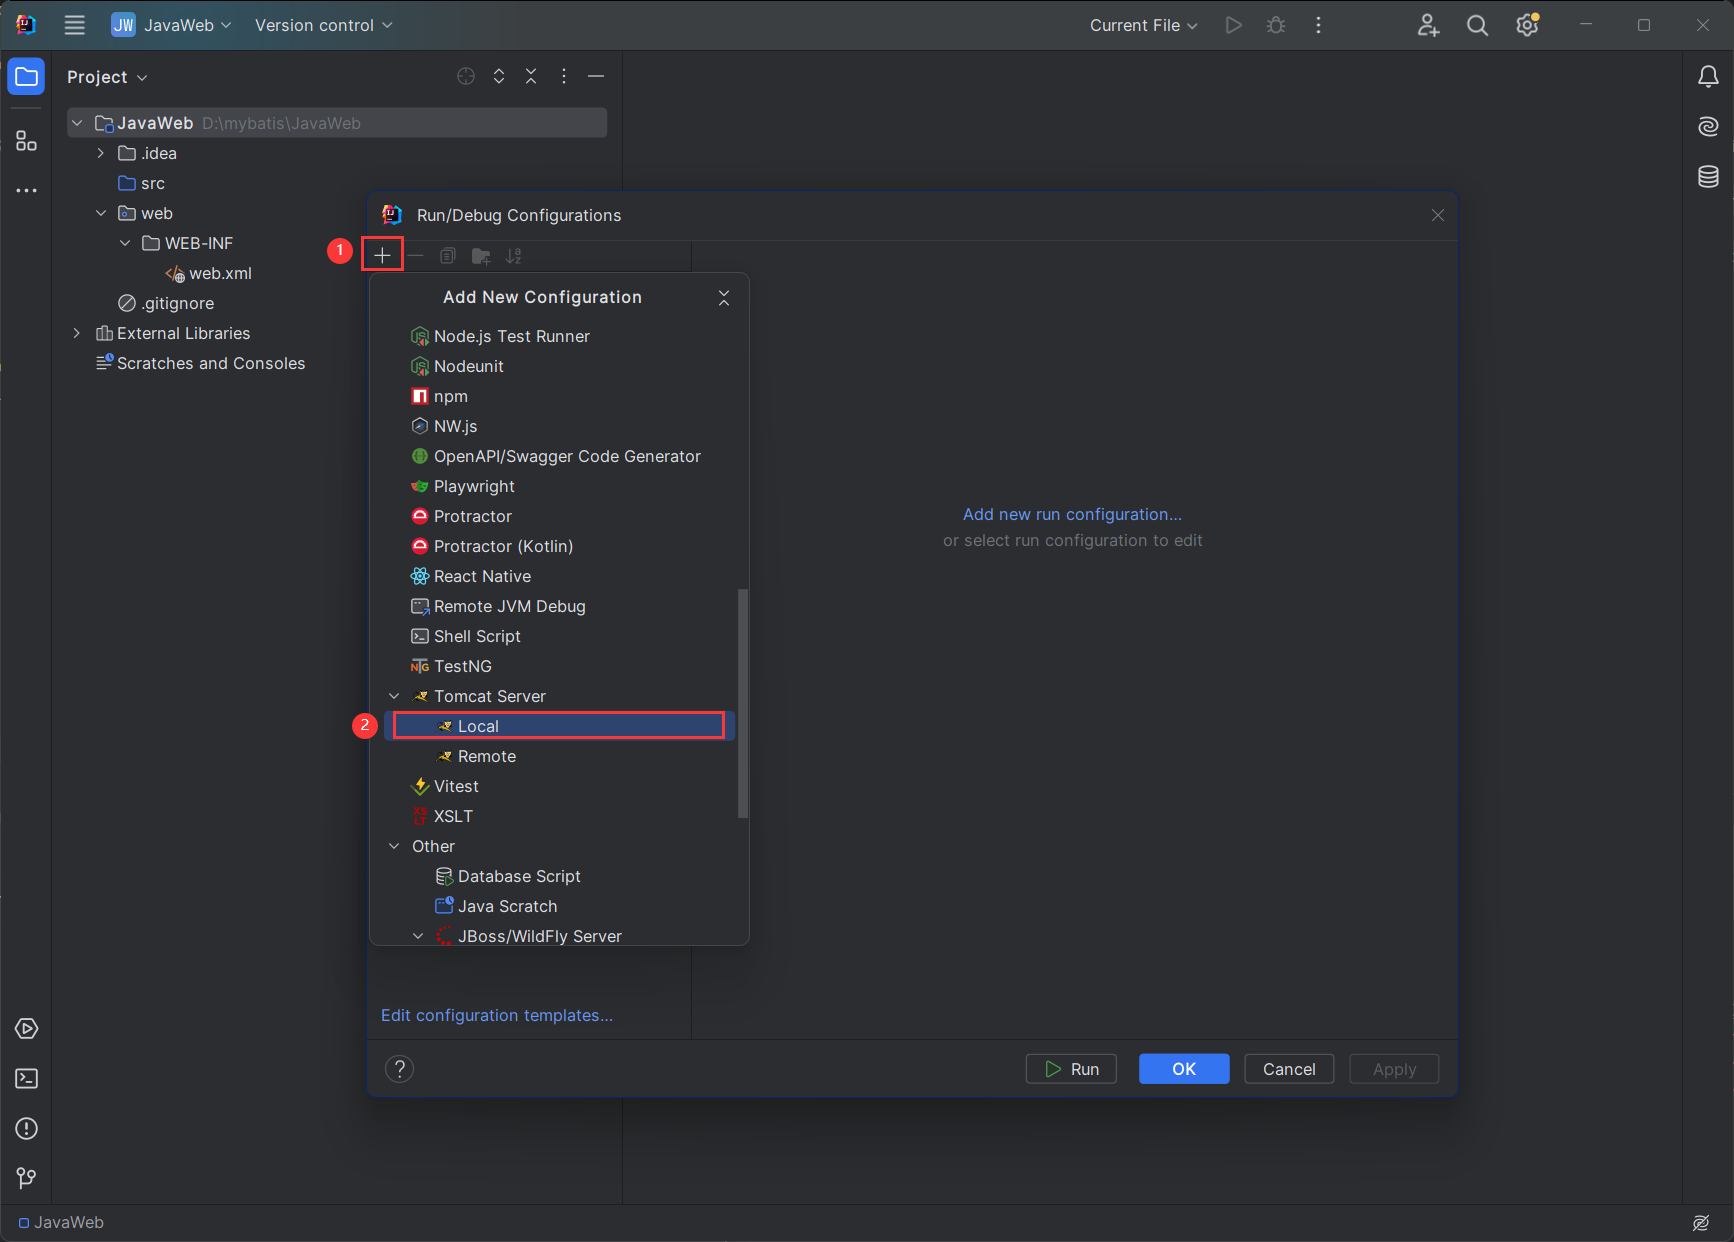 JW JavaWeb Version control Current File
Project
JavaWeb D:\mybatis\JavaWeb
.idea
src
web
WEB-INF
web.xml
.gitignore
External Libraries
Scratches and Consoles
Run/Debug Configurations
1
Add New Configuration
Node.js Test Runner
Nodeunit
npm
NW.js
OpenAPI/Swagger Code Generator
Playwright
Protractor
Protractor (Kotlin)
React Native
Remote JVM Debug
Shell Script
TestNG
Tomcat Server
2 Local
Remote
Vitest
XSLT
Other
Database Script
Java Scratch
JBoss/WildFly Server
Add new run configuration...
or select run configuration to edit
Edit configuration templates...
? Run OK Cancel Apply
JavaWeb